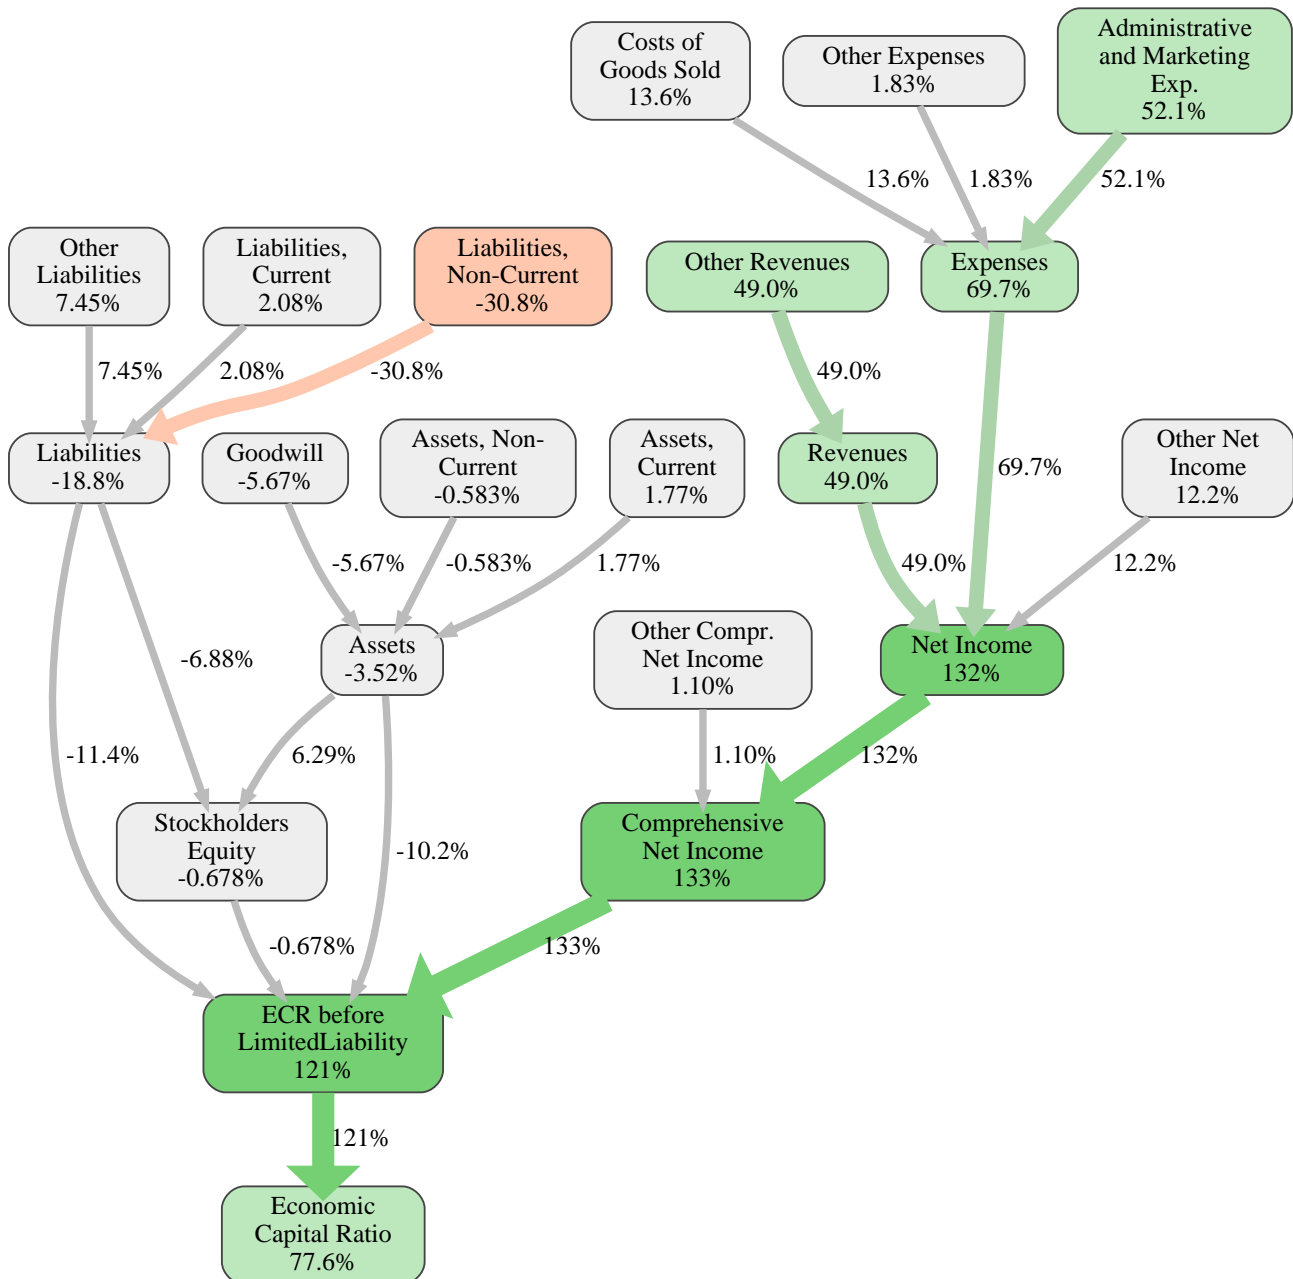 Costs of
Goods Sold
13.6%
Other Expenses
1.83%
Administrative
and Marketing
Exp.
52.1%
13.6%
1.83%
52.1%
Other
Liabilities
7.45%
Liabilities,
Current
2.08%
Liabilities,
Non-Current
-30.8%
Other Revenues
49.0%
Expenses
69.7%
7.45%
2.08%
-30.8%
49.0%
Liabilities
-18.8%
Goodwill
-5.67%
Assets, Non-
Current
-0.583%
Assets,
Current
1.77%
Revenues
49.0%
69.7%
Other Net
Income
12.2%
-5.67%
-0.583%
1.77%
49.0%
12.2%
-6.88%
Assets
-3.52%
Other Compr.
Net Income
1.10%
Net Income
132%
-11.4%
6.29%
1.10%
132%
Stockholders
Equity
-0.678%
-10.2%
Comprehensive
Net Income
133%
-0.678%
133%
ECR before
LimitedLiability
121%
121%
Economic
Capital Ratio
77.6%